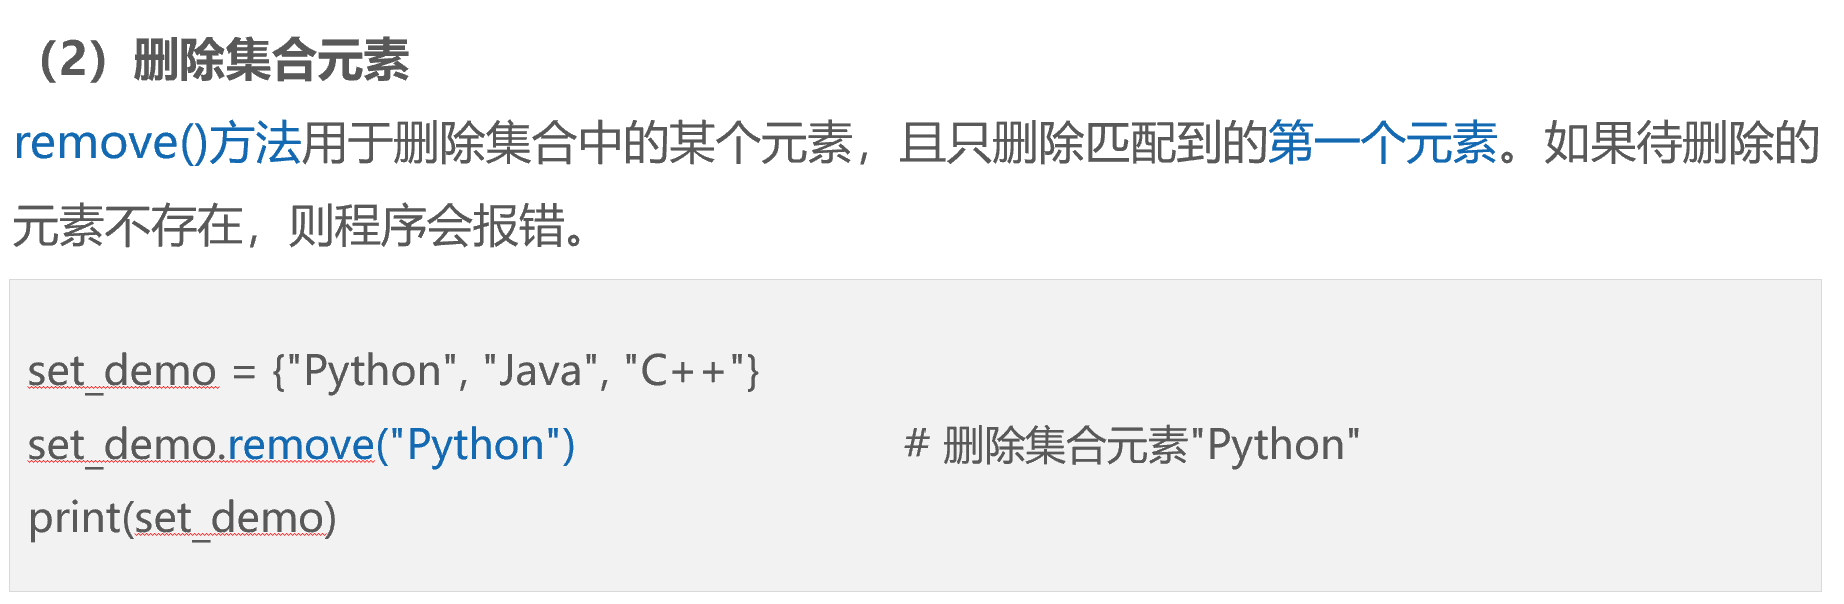 （2）删除集合元素
remove()方法用于删除集合中的某个元素，且只删除匹配到的第一个元素。如果待删除的
元素不存在，则程序会报错。
set_demo = {"Python", "Java", "C++"}
set_demo.remove("Python") # 删除集合元素"Python"
print(set_demo)